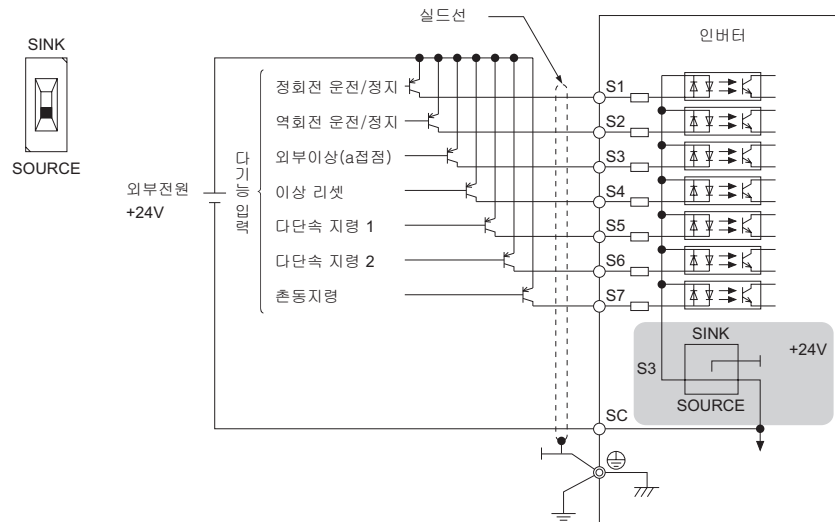 실드선
인버터
SINK
SOURCE
외부전원
+24V
다기능 입력
정회전 운전/정지
역회전 운전/정지
외부이상(a접점)
이상 리셋
다단속 지령 1
다단속 지령 2
촌동지령
S1
S2
S3
S4
S5
S6
S7
SINK
+24V
S3
SOURCE
SC